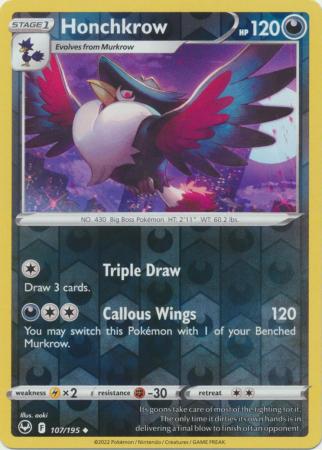 STAGE 1
Honchkrow
HP 120
Evolves from Murkrow
NO. 430 Big Boss Pokémon HT: 2'11" WT: 60.2 lbs.
Triple Draw
Draw 3 cards.
Callous Wings 120
You may switch this Pokémon with 1 of your Benched
Murkrow.
weakness ×2 resistance -30 retreat
Illus. aoki
F 107/195
Its goons take care of most of the fighting for it.
The only time it dirties its own hands is in
delivering a final blow to finish off an opponent.
©2022 Pokémon / Nintendo / Creatures / GAME FREAK